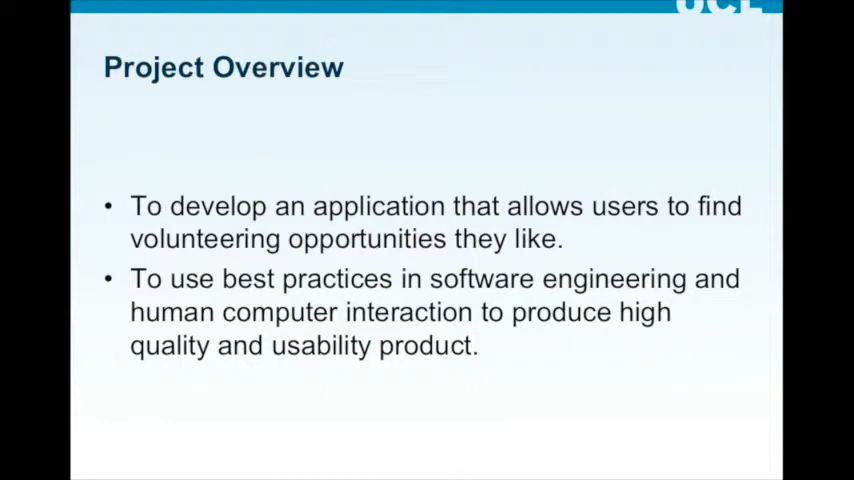 UCL
Project Overview
• To develop an application that allows users to find
volunteering opportunities they like.
• To use best practices in software engineering and
human computer interaction to produce high
quality and usability product.